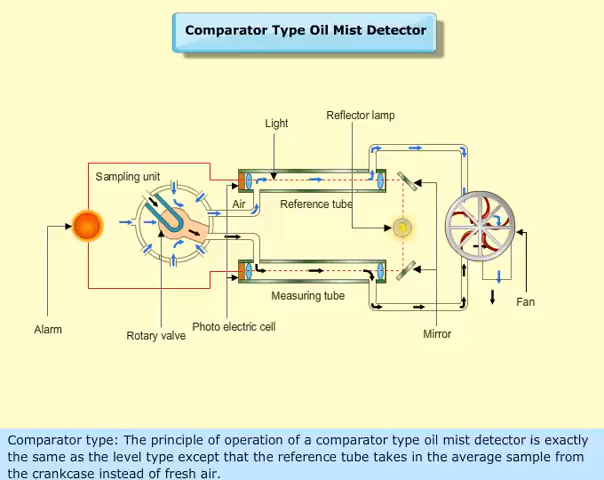 Comparator Type Oil Mist Detector
Reflector lamp
Light
Sampling unit
Air
Reference tube
Measuring tube
Fan
Alarm
Rotary valve
Photo electric cell
Mirror
Comparator type: The principle of operation of a comparator type oil mist detector is exactly
the same as the level type except that the reference tube takes in the average sample from
the crankcase instead of fresh air.